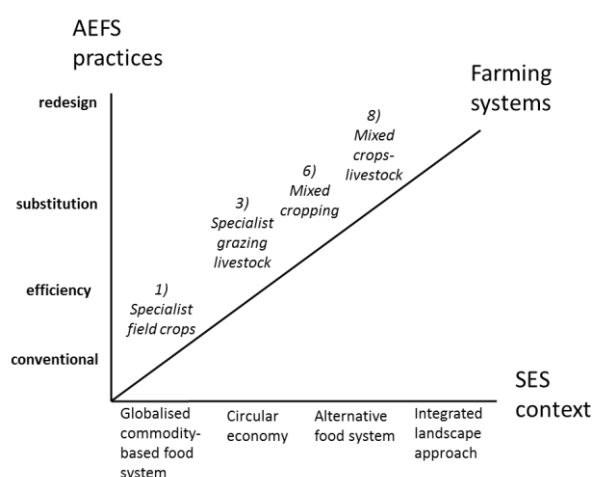 AEFS
practices
redesign
substitution
efficiency
conventional
Farming
systems
8)
Mixed
crops-
livestock
6)
Mixed
cropping
3)
Specialist
grazing
livestock
1)
Specialist
field crops
SES
context
Globalised
commodity-
based food
system
Circular
economy
Alternative
food system
Integrated
landscape
approach